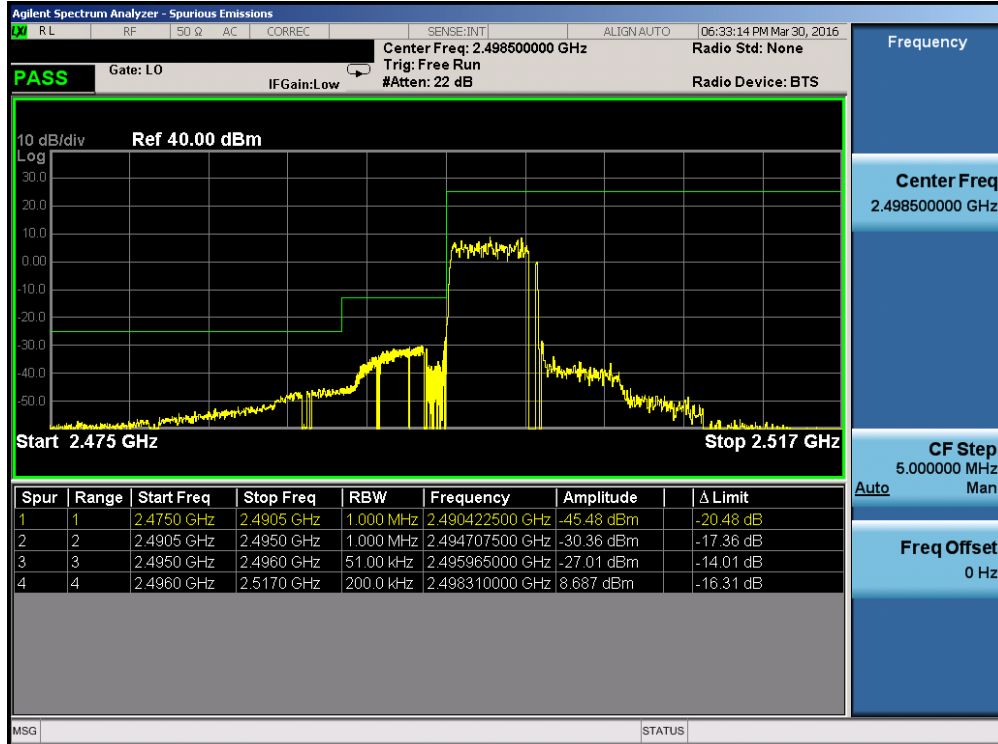 Agilent Spectrum Analyzer - Spurious Emissions
LXI RL RF 50 Ω AC CORREC SENSE:INT ALIGN AUTO 06:33:14 PM Mar 30, 2016
Center Freq: 2.498500000 GHz Radio Std: None
PASS Gate: LO Trig: Free Run
IFGain:Low #Atten: 22 dB Radio Device: BTS
10 dB/div Ref 40.00 dBm
Log
30.0
20.0
10.0
0.00
-10.0
-20.0
-30.0
-40.0
-50.0
Start 2.475 GHz Stop 2.517 GHz
Spur Range Start Freq Stop Freq RBW Frequency Amplitude Δ Limit
1 1 2.4750 GHz 2.4905 GHz 1.000 MHz 2.490422500 GHz -45.48 dBm -20.48 dB
2 2 2.4905 GHz 2.4950 GHz 1.000 MHz 2.494707500 GHz -30.36 dBm -17.36 dB
3 3 2.4950 GHz 2.4960 GHz 51.00 kHz 2.495965000 GHz -27.01 dBm -14.01 dB
4 4 2.4960 GHz 2.5170 GHz 200.0 kHz 2.498310000 GHz 8.687 dBm -16.31 dB
MSG STATUS
Frequency
Center Freq
2.498500000 GHz
CF Step
5.000000 MHz
Auto Man
Freq Offset
0 Hz